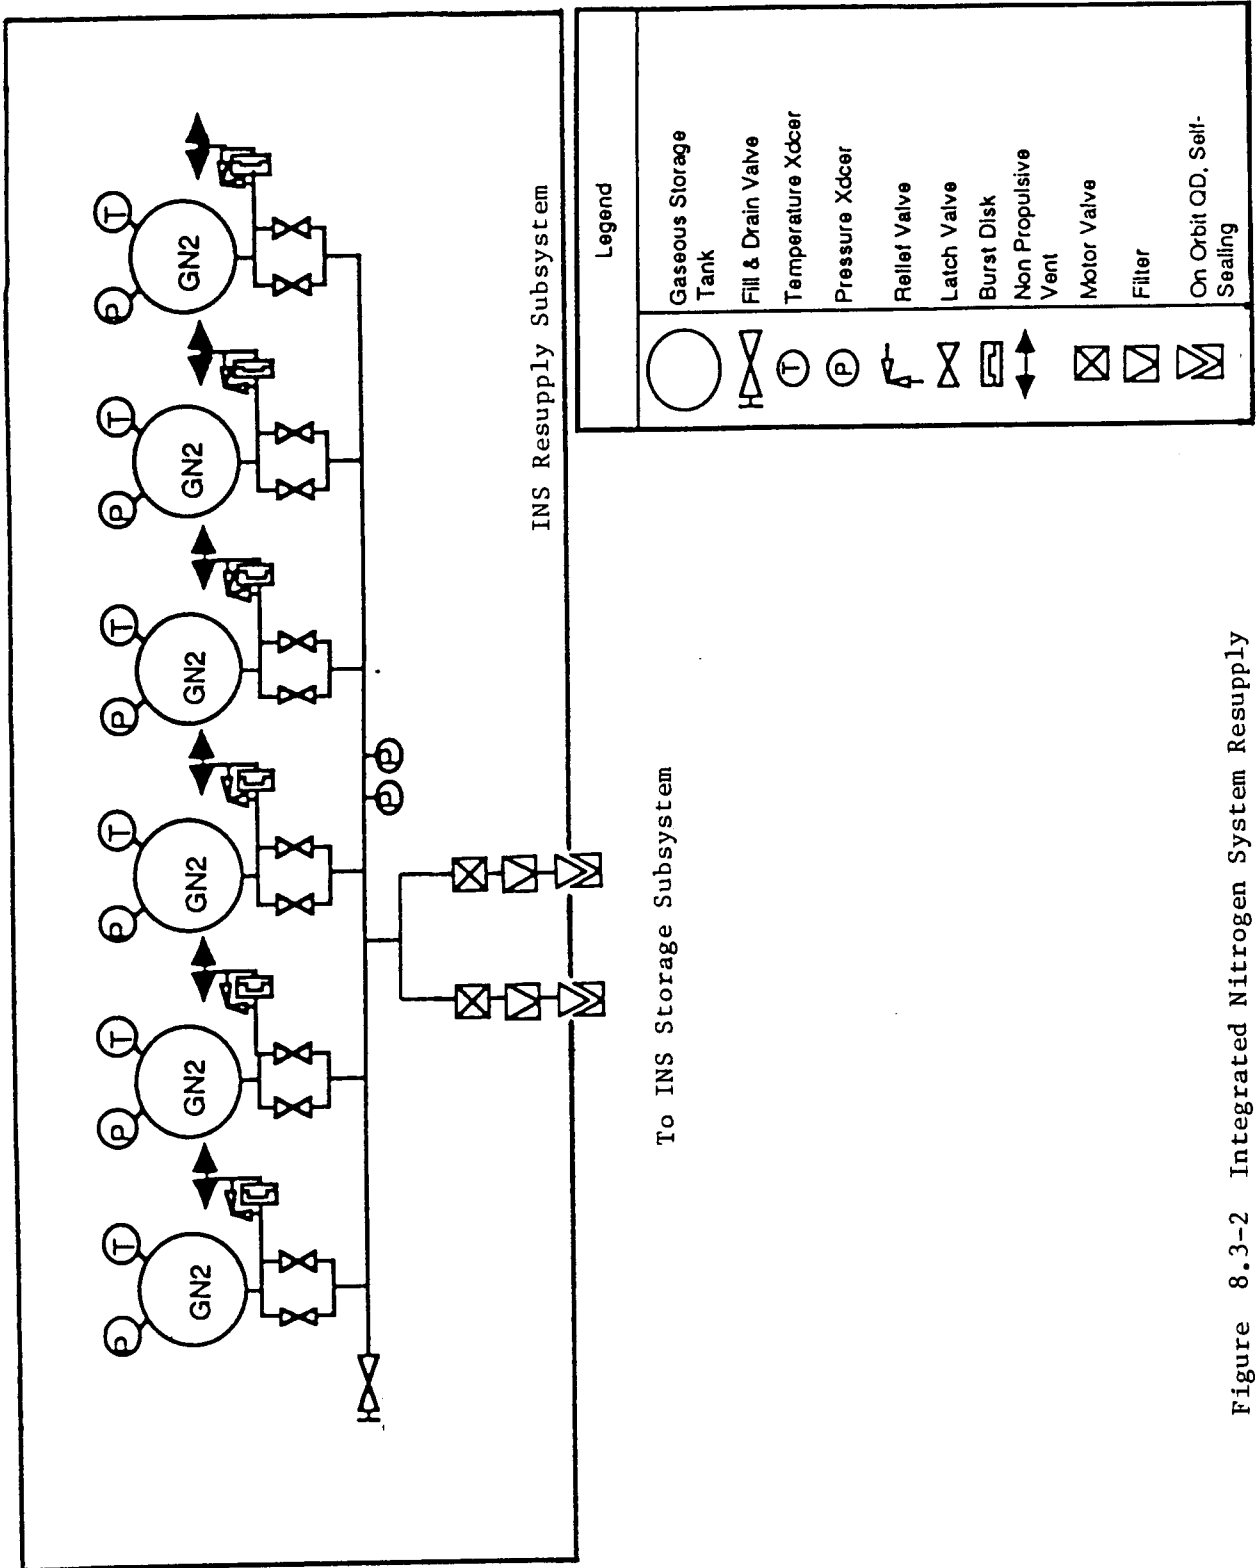 P T P T P T P T P T P T
GN2 GN2 GN2 GN2 GN2 GN2
P P
INS Resupply Subsystem
To INS Storage Subsystem
Legend
Gaseous Storage
Tank
Fill & Drain Valve
T Temperature Xdcer
P Pressure Xdcer
Relief Valve
Latch Valve
Burst Disk
Non Propulsive
Vent
Motor Valve
Filter
On Orbit QD, Self-
Sealing
Figure 8.3-2 Integrated Nitrogen System Resupply